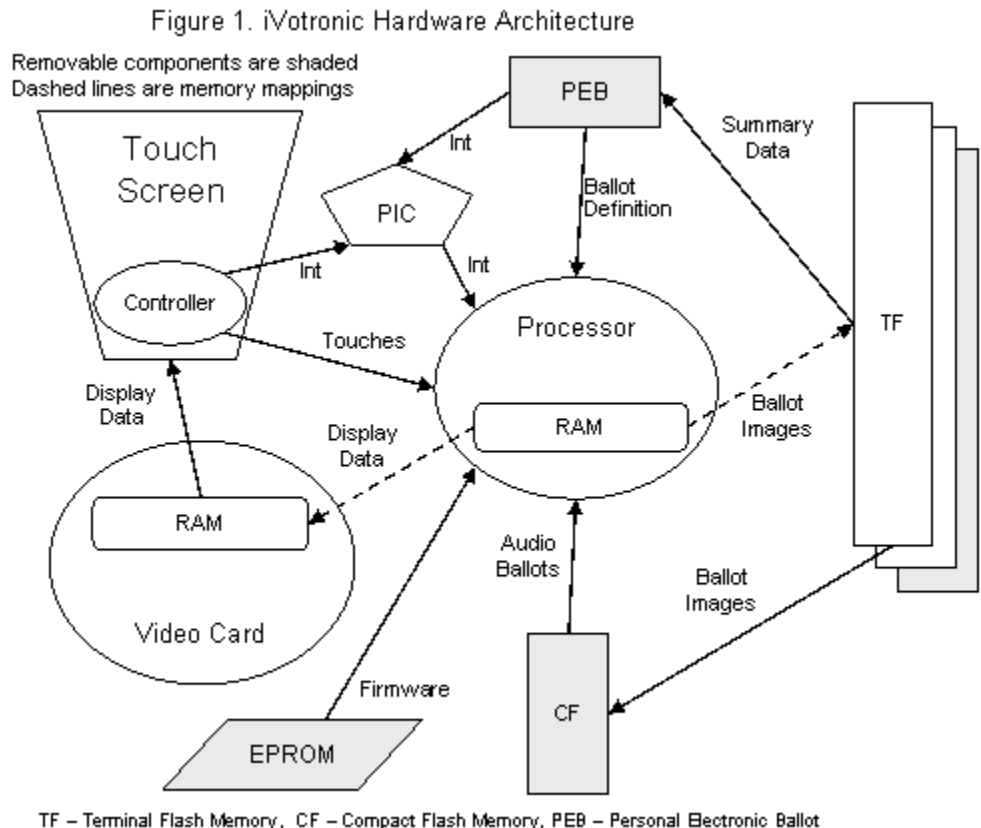 Figure 1. iVotronic Hardware Architecture
Removable components are shaded
Dashed lines are memory mappings
PEB
Touch
Screen
Int
Summary
Data
PIC
Ballot
Definition
Int
Int
Controller
Processor
TF
Touches
Display
Data
Display
Data
RAM
Ballot
Images
RAM
Audio
Ballots
Ballot
Images
Video Card
Firmware
CF
EPROM
TF – Terminal Flash Memory, CF – Compact Flash Memory, PEB – Personal Electronic Ballot